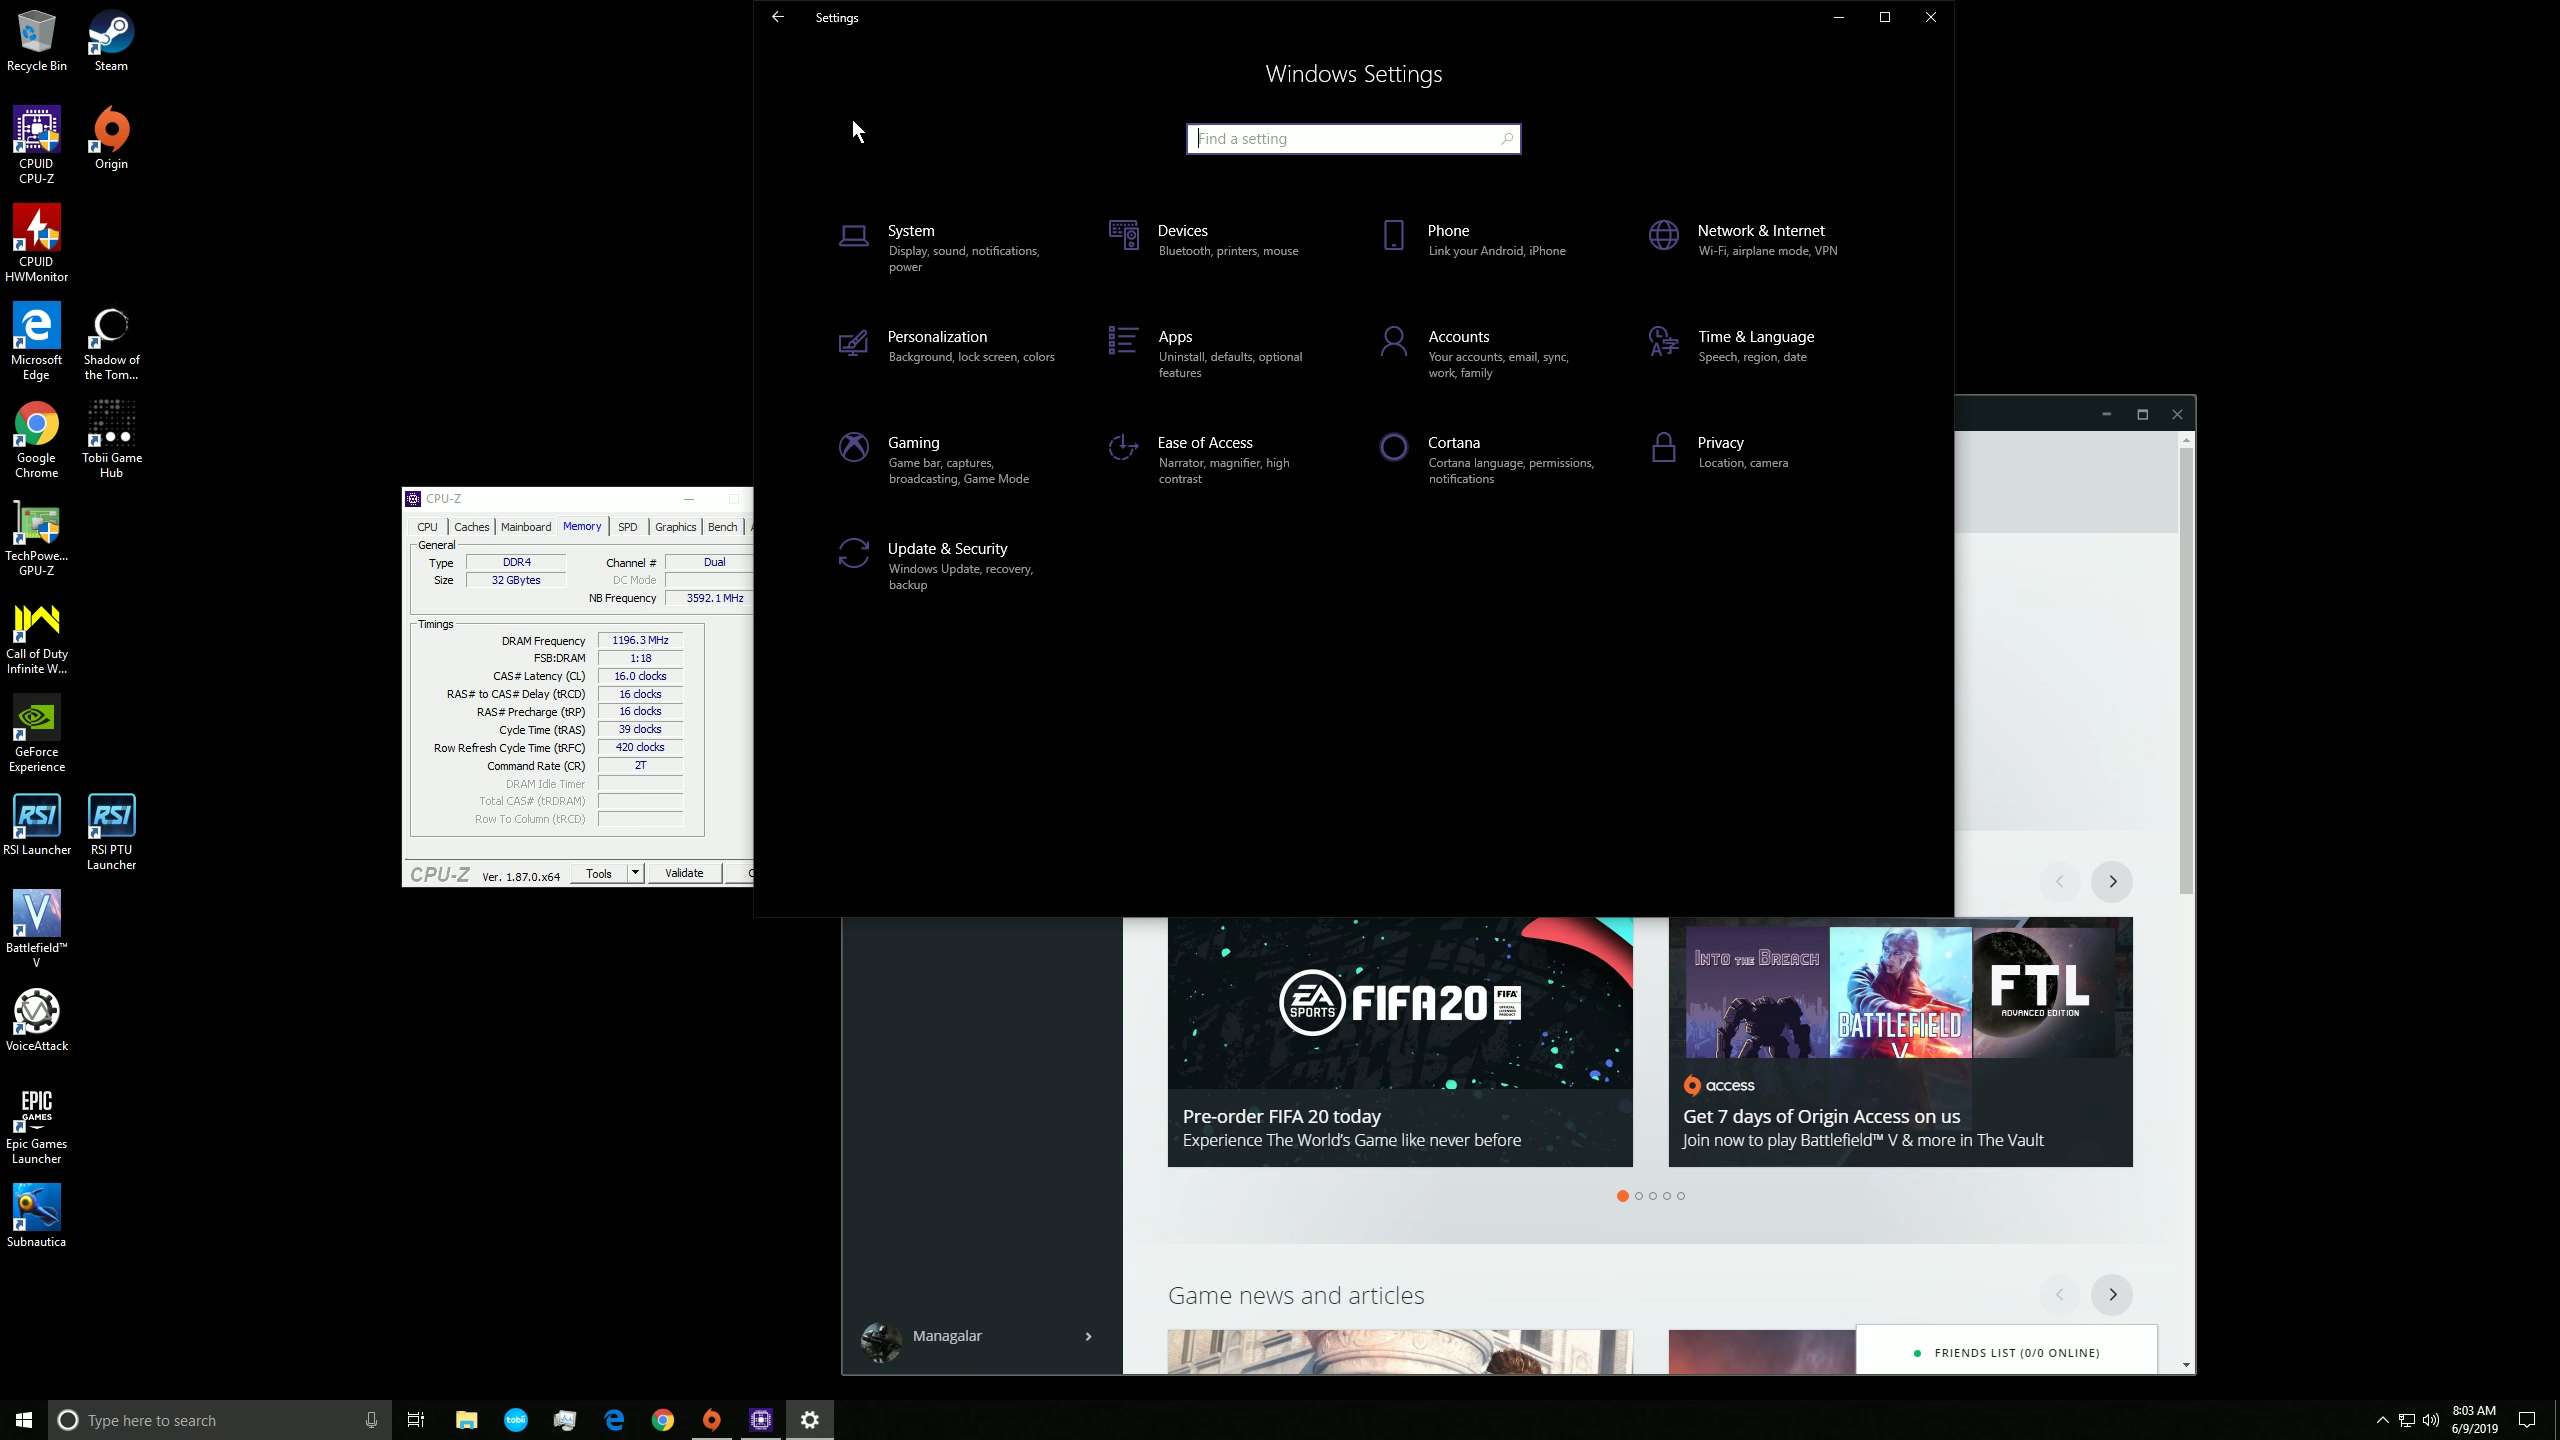 Recycle Bin
Steam
CPUID
CPU-Z
Origin
CPUID
HWMonitor
Microsoft
Edge
Shadow of
the Tom...
Google
Chrome
Tobii Game
Hub
TechPowe...
GPU-Z
Call of Duty
Infinite W...
GeForce
Experience
RSI
RSI Launcher
RSI
RSI PTU
Launcher
V
Battlefield™
V
VoiceAttack
EPIC
GAMES
Epic Games
Launcher
Subnautica
CPU-Z
CPU Caches Mainboard Memory SPD Graphics Bench
General
Type DDR4 Channel # Dual
Size 32 GBytes DC Mode
NB Frequency 3592.1 MHz
Timings
DRAM Frequency 1196.3 MHz
FSB:DRAM 1:18
CAS# Latency (CL) 16.0 clocks
RAS# to CAS# Delay (tRCD) 16 clocks
RAS# Precharge (tRP) 16 clocks
Cycle Time (tRAS) 39 clocks
Row Refresh Cycle Time (tRFC) 420 clocks
Command Rate (CR) 2T
DRAM Idle Timer
Total CAS# (tRDRAM)
Row To Column (tRCD)
CPU-Z Ver. 1.87.0.x64 Tools Validate
Settings
Windows Settings
Find a setting
System
Display, sound, notifications,
power
Devices
Bluetooth, printers, mouse
Phone
Link your Android, iPhone
Network & Internet
Wi-Fi, airplane mode, VPN
Personalization
Background, lock screen, colors
Apps
Uninstall, defaults, optional
features
Accounts
Your accounts, email, sync,
work, family
Time & Language
Speech, region, date
Gaming
Game bar, captures,
broadcasting, Game Mode
Ease of Access
Narrator, magnifier, high
contrast
Cortana
Cortana language, permissions,
notifications
Privacy
Location, camera
Update & Security
Windows Update, recovery,
backup
EA
SPORTS
FIFA20
FIFA
OFFICIAL
LICENSED
PRODUCT
Pre-order FIFA 20 today
Experience The World's Game like never before
INTO THE BREACH
BATTLEFIELD
V
FTL
ADVANCED EDITION
access
Get 7 days of Origin Access on us
Join now to play Battlefield™ V & more in The Vault
Game news and articles
Managalar
FRIENDS LIST (0/0 ONLINE)
Type here to search
tobii
8:03 AM
6/9/2019